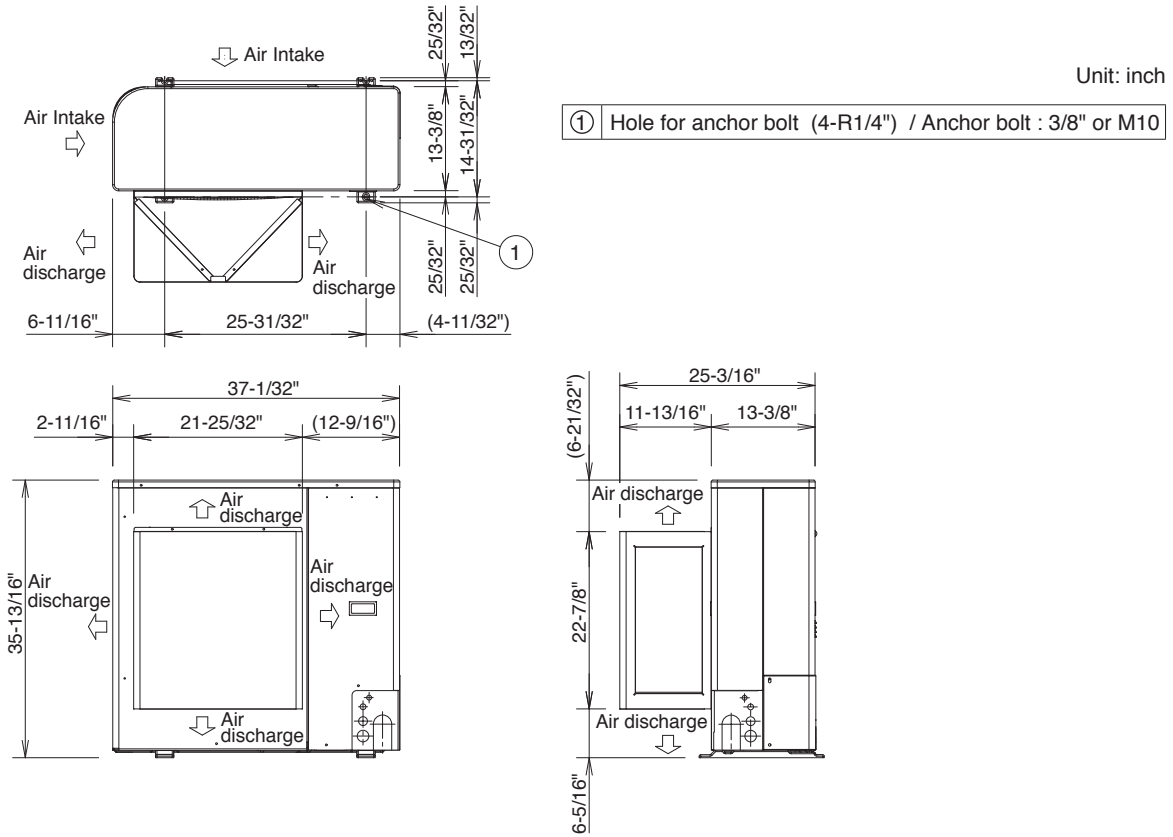 Unit: inch
① Hole for anchor bolt (4-R1/4") / Anchor bolt : 3/8" or M10
Air Intake
25/32"
13/32"
Air Intake
13-3/8"
14-31/32"
Air
discharge
Air
discharge
25/32"
25/32"
1
6-11/16"
25-31/32"
(4-11/32")
37-1/32"
2-11/16"
21-25/32"
(12-9/16")
35-13/16"
Air
discharge
Air
discharge
Air
discharge
Air
discharge
25-3/16"
(6-21/32")
11-13/16"
13-3/8"
Air discharge
22-7/8"
Air discharge
6-5/16"